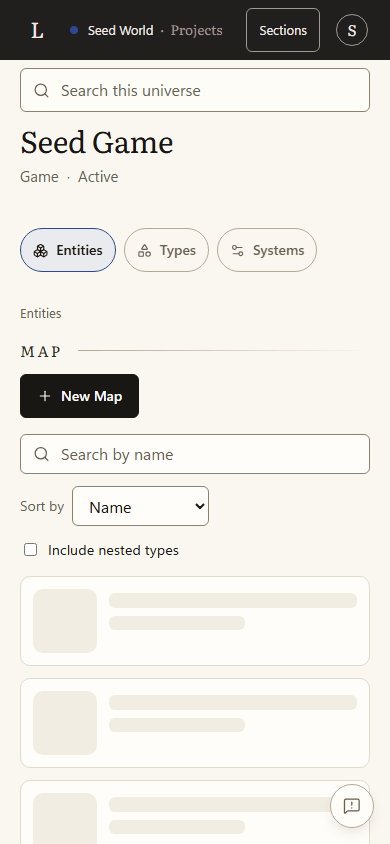 L Seed World · Projects Sections S
Search this universe
Seed Game
Game · Active
Entities Types Systems
Entities
MAP
New Map
Search by name
Sort by Name
Include nested types